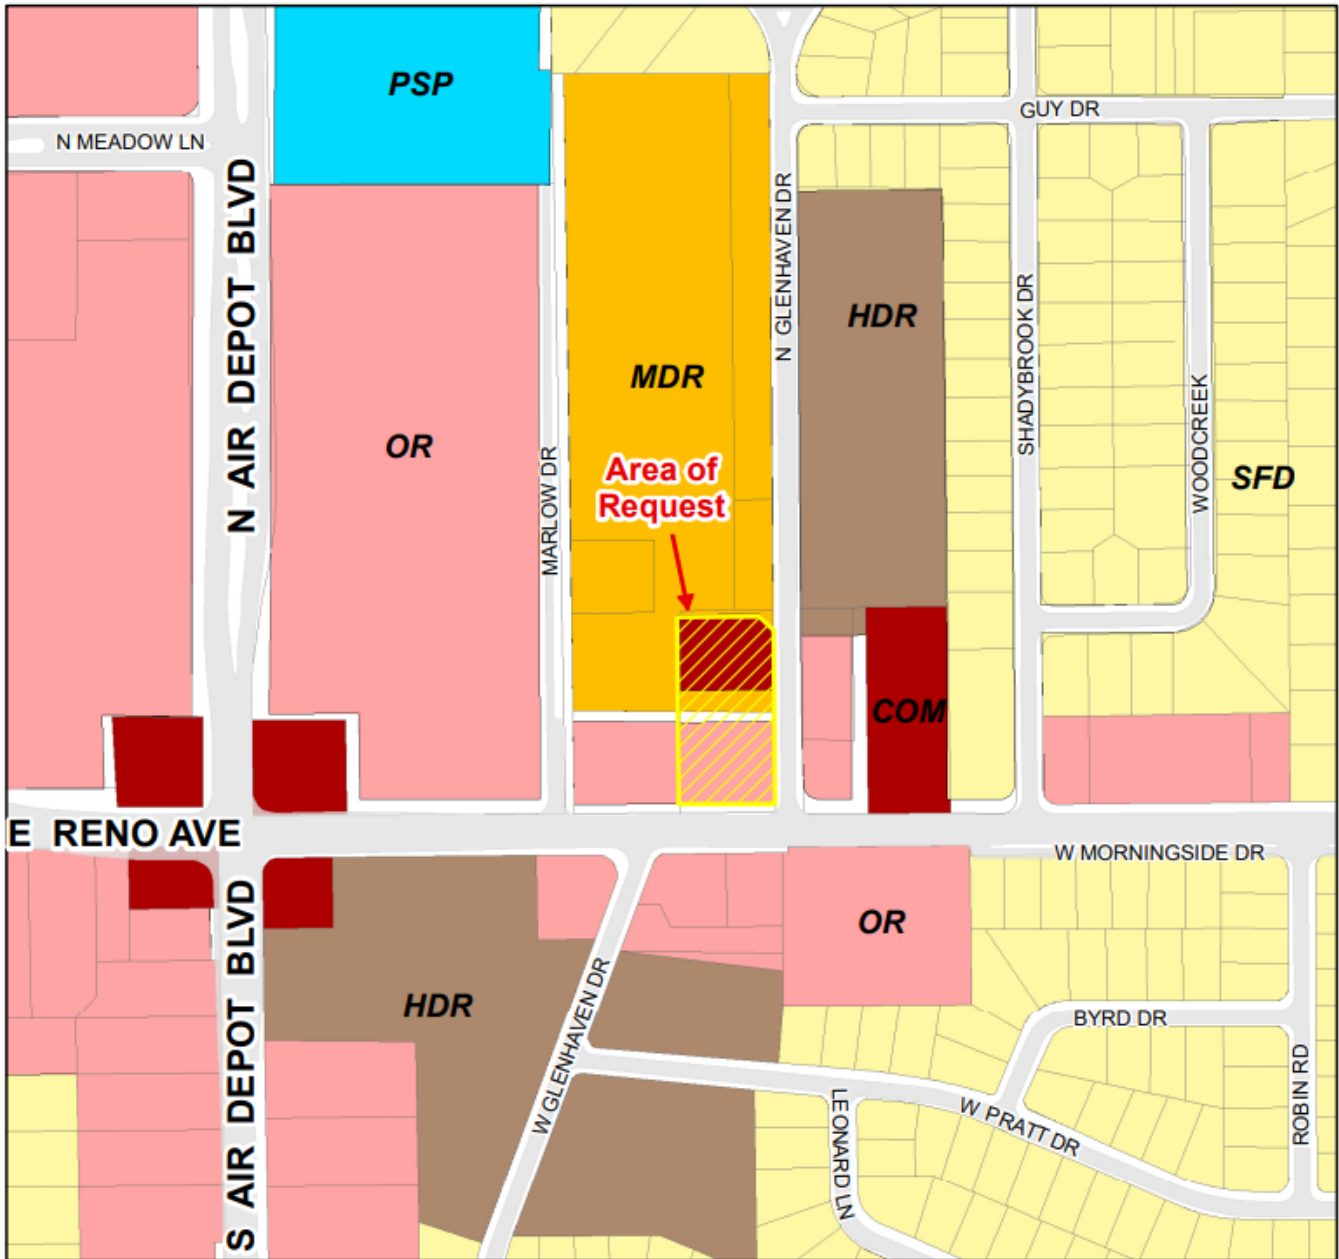 PSP
GUY DR
N MEADOW LN
N AIR DEPOT BLVD
N GLENHAVEN DR
HDR
SHADYBROOK DR
MDR
WOODCREEK
OR
MARLOW DR
Area of
Request
SFD
COM
E RENO AVE
W MORNINGSIDE DR
S AIR DEPOT BLVD
OR
HDR
W GLENHAVEN DR
BYRD DR
ROBIN RD
LEONARD LN
W PRATT DR